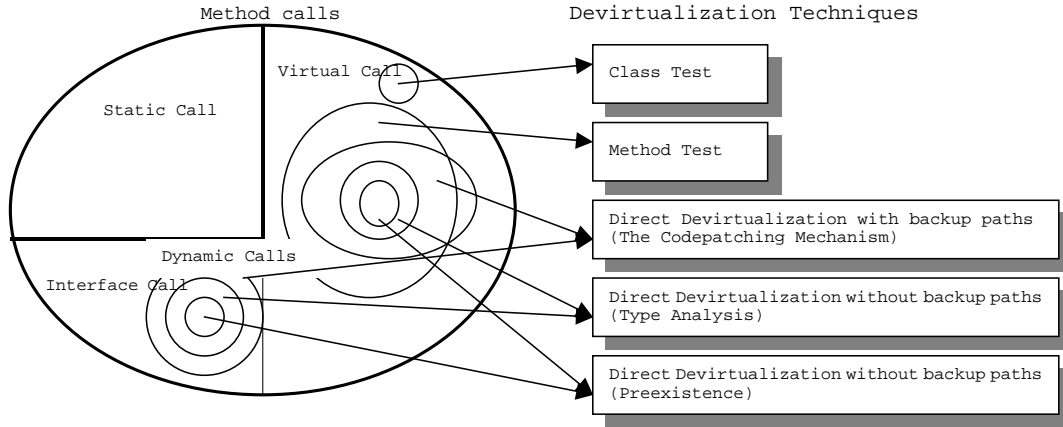 Method calls
Devirtualization Techniques
Virtual Call
Class Test
Static Call
Method Test
Direct Devirtualization with backup paths
(The Codepatching Mechanism)
Dynamic Calls
Interface Call
Direct Devirtualization without backup paths
(Type Analysis)
Direct Devirtualization without backup paths
(Preexistence)